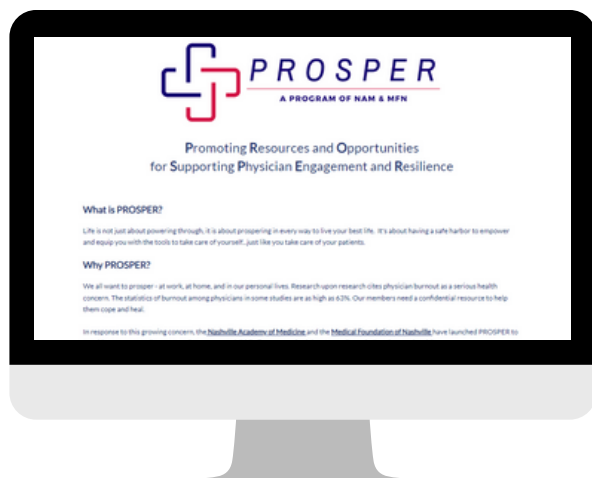 PROSPER
A PROGRAM OF NAM & MFN
Promoting Resources and Opportunities
for Supporting Physician Engagement and Resilience
What is PROSPER?
Life is not just about powering through, it is about prospering in every way to live your best life. It's about having a safe harbor to empower
and equip you with the tools to take care of yourself...just like you take care of your patients.
Why PROSPER?
We all want to prosper - at work, at home, and in our personal lives. Research upon research cites physician burnout as a serious health
concern. The statistics of burnout among physicians in some studies are as high as 63%. Our members need a confidential resource to help
them cope and heal.
In response to this growing concern, the Nashville Academy of Medicine and the Medical Foundation of Nashville have launched PROSPER to